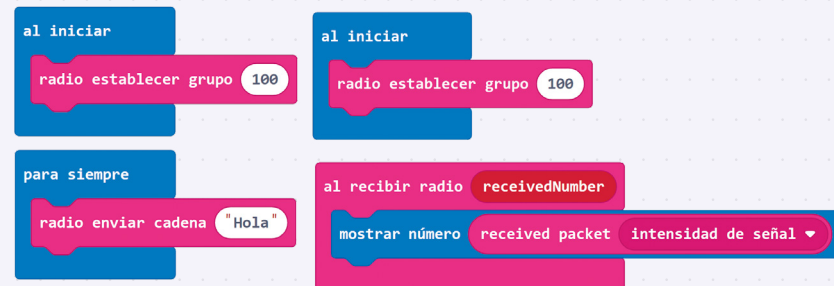 al iniciar
radio establecer grupo 100
para siempre
radio enviar cadena "Hola"
al iniciar
radio establecer grupo 100
al recibir radio receivedNumber
mostrar número received packet intensidad de señal